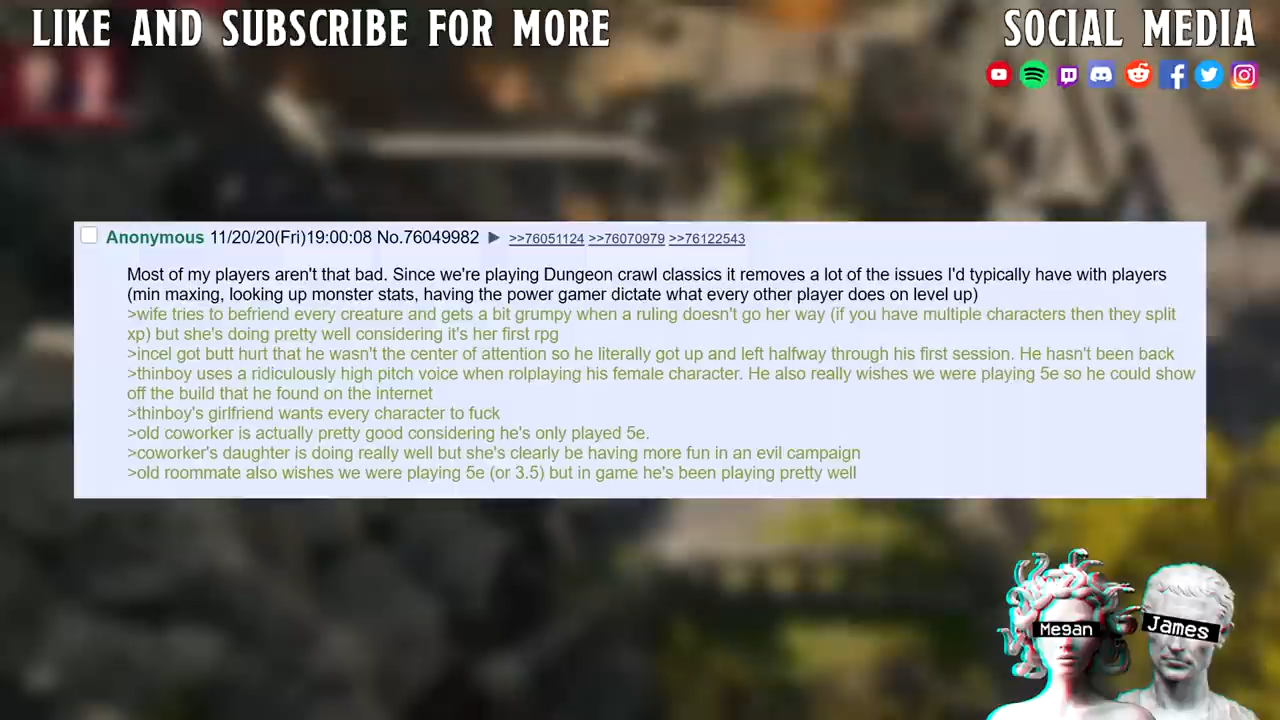 LIKE AND SUBSCRIBE FOR MORE
SOCIAL MEDIA
Anonymous 11/20/20(Fri)19:00:08 No.76049982 ▶ >>76051124 >>76070979 >>76122543
Most of my players aren't that bad. Since we're playing Dungeon crawl classics it removes a lot of the issues I'd typically have with players
(min maxing, looking up monster stats, having the power gamer dictate what every other player does on level up)
>wife tries to befriend every creature and gets a bit grumpy when a ruling doesn't go her way (if you have multiple characters then they split
xp) but she's doing pretty well considering it's her first rpg
>incel got butt hurt that he wasn't the center of attention so he literally got up and left halfway through his first session. He hasn't been back
>thinboy uses a ridiculously high pitch voice when rolplaying his female character. He also really wishes we were playing 5e so he could show
off the build that he found on the internet
>thinboy's girlfriend wants every character to fuck
>old coworker is actually pretty good considering he's only played 5e.
>coworker's daughter is doing really well but she's clearly be having more fun in an evil campaign
>old roommate also wishes we were playing 5e (or 3.5) but in game he's been playing pretty well
Megan
James